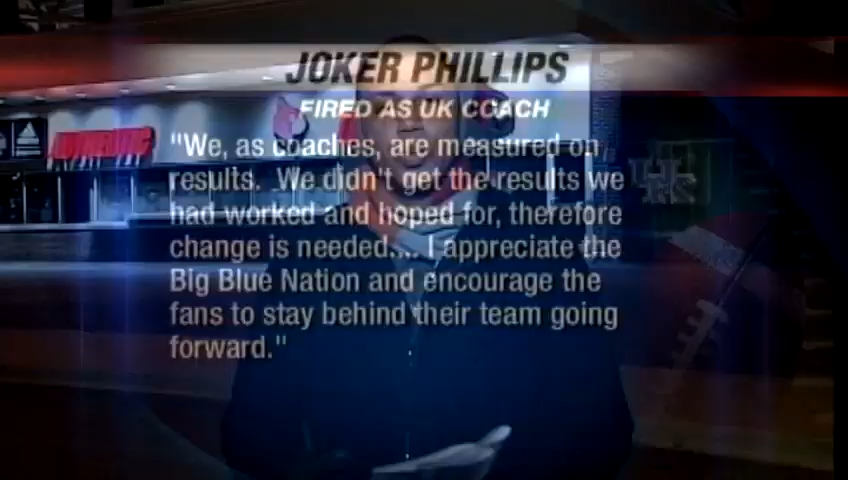 JOKER PHILLIPS
FIRED AS UK COACH
"We, as coaches, are measured on
results. We didn't get the results we
had worked and hoped for, therefore
change is needed.... I appreciate the
Big Blue Nation and encourage the
fans to stay behind their team going
forward."
AUTHENTIC
UK